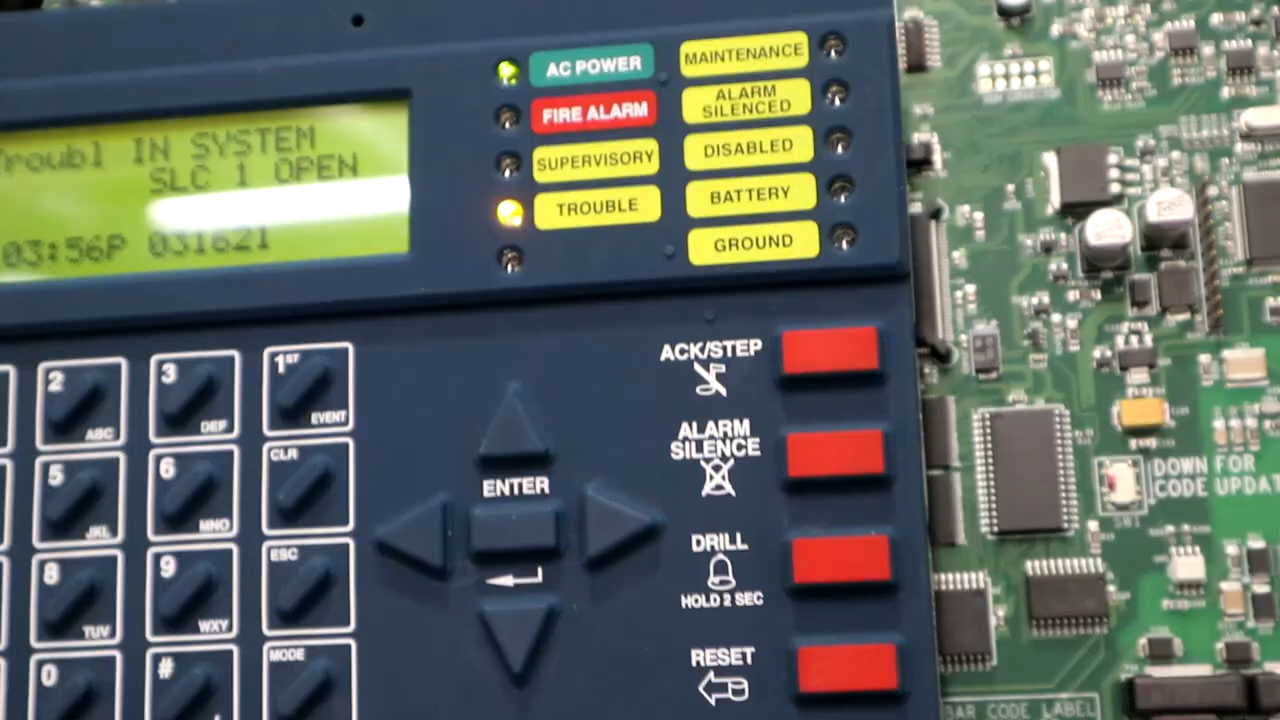 Troubl IN SYSTEM
SLC 1 OPEN
03:56P 031621
AC POWER
FIRE ALARM
SUPERVISORY
TROUBLE
MAINTENANCE
ALARM
SILENCED
DISABLED
BATTERY
GROUND
2 ABC
3 DEF
1ST EVENT
5 JKL
6 MNO
CLR
8 TUV
9 WXY
ESC
0
#
MODE
ENTER
ACK/STEP
ALARM
SILENCE
DRILL
HOLD 2 SEC
RESET
DOWN FOR
CODE UPDAT
BAR CODE LABEL